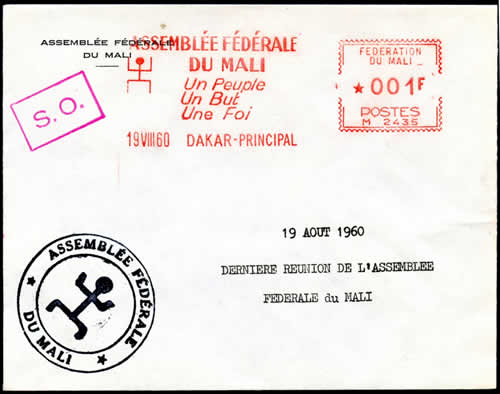 ASSEMBLÉE FÉDÉRALE
DU MALI
ASSEMBLÉE FÉDÉRALE
DU MALI
Un Peuple
Un But
Une Foi
19 VIII 60 DAKAR-PRINCIPAL
FEDERATION
DU MALI
★ 001F
POSTES
M 2435
S.O.
19 AOUT 1960
DERNIERE REUNION DE L'ASSEMBLEE
FEDERALE du MALI
ASSEMBLÉE FÉDÉRALE
★ DU MALI ★